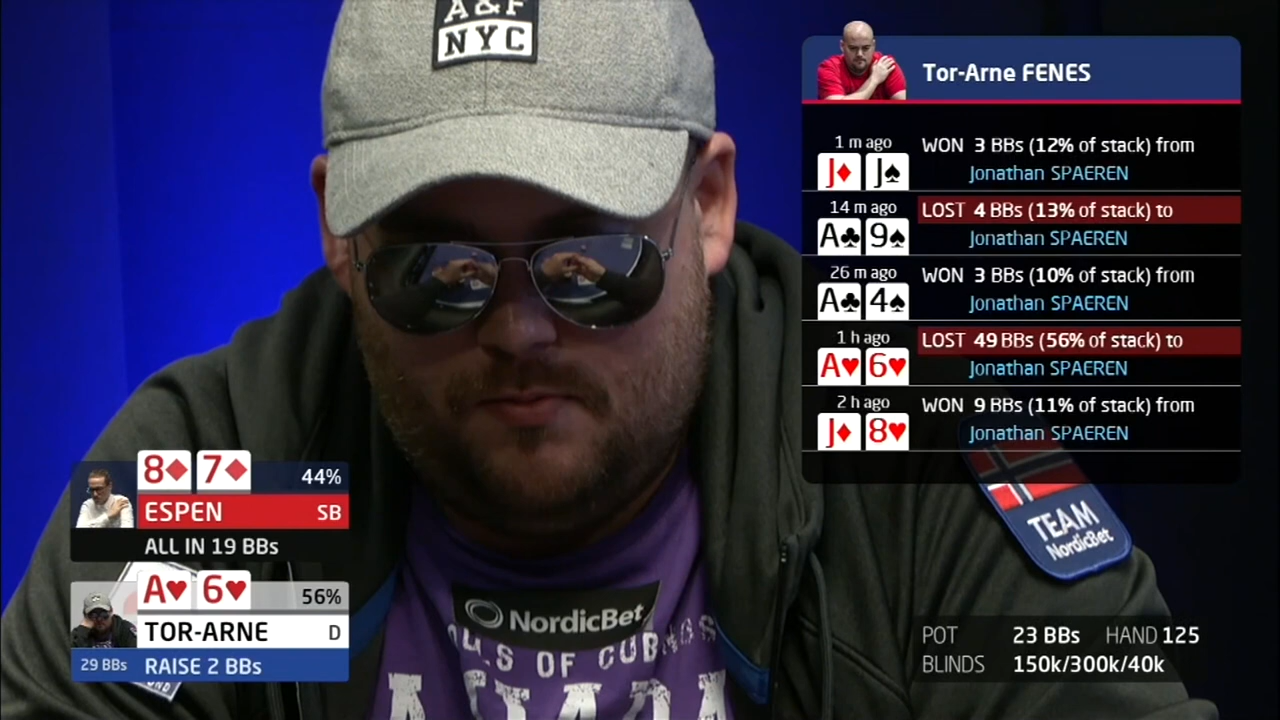 A&F
NYC
Tor-Arne FENES
1 m ago
J♦ J♠
WON 3 BBs (12% of stack) from
Jonathan SPAEREN
14 m ago
A♣ 9♠
LOST 4 BBs (13% of stack) to
Jonathan SPAEREN
26 m ago
A♣ 4♠
WON 3 BBs (10% of stack) from
Jonathan SPAEREN
1 h ago
A♥ 6♥
LOST 49 BBs (56% of stack) to
Jonathan SPAEREN
2 h ago
J♦ 8♥
WON 9 BBs (11% of stack) from
Jonathan SPAEREN
8♦ 7♦ 44%
ESPEN SB
ALL IN 19 BBs
A♥ 6♥ 56%
TOR-ARNE D
29 BBs RAISE 2 BBs
TEAM
NordicBet
NordicBet
S OF
POT 23 BBs HAND 125
BLINDS 150k/300k/40k